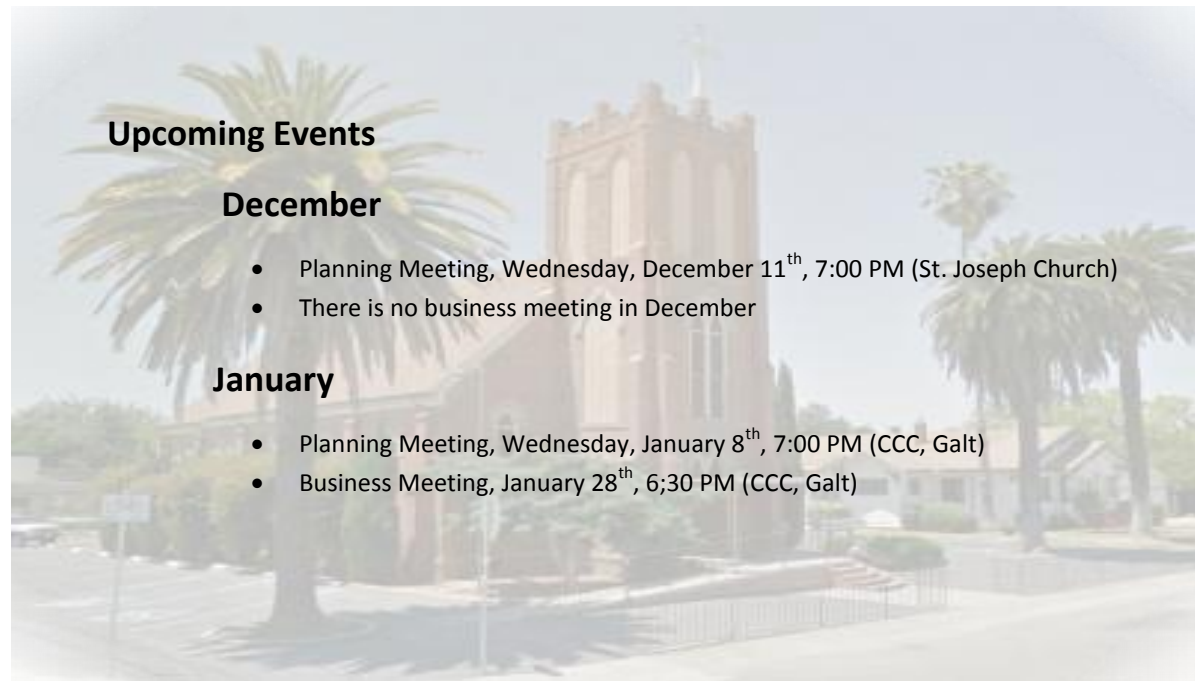 Upcoming Events
December
• Planning Meeting, Wednesday, December 11th, 7:00 PM (St. Joseph Church)
• There is no business meeting in December
January
• Planning Meeting, Wednesday, January 8th, 7:00 PM (CCC, Galt)
• Business Meeting, January 28th, 6;30 PM (CCC, Galt)